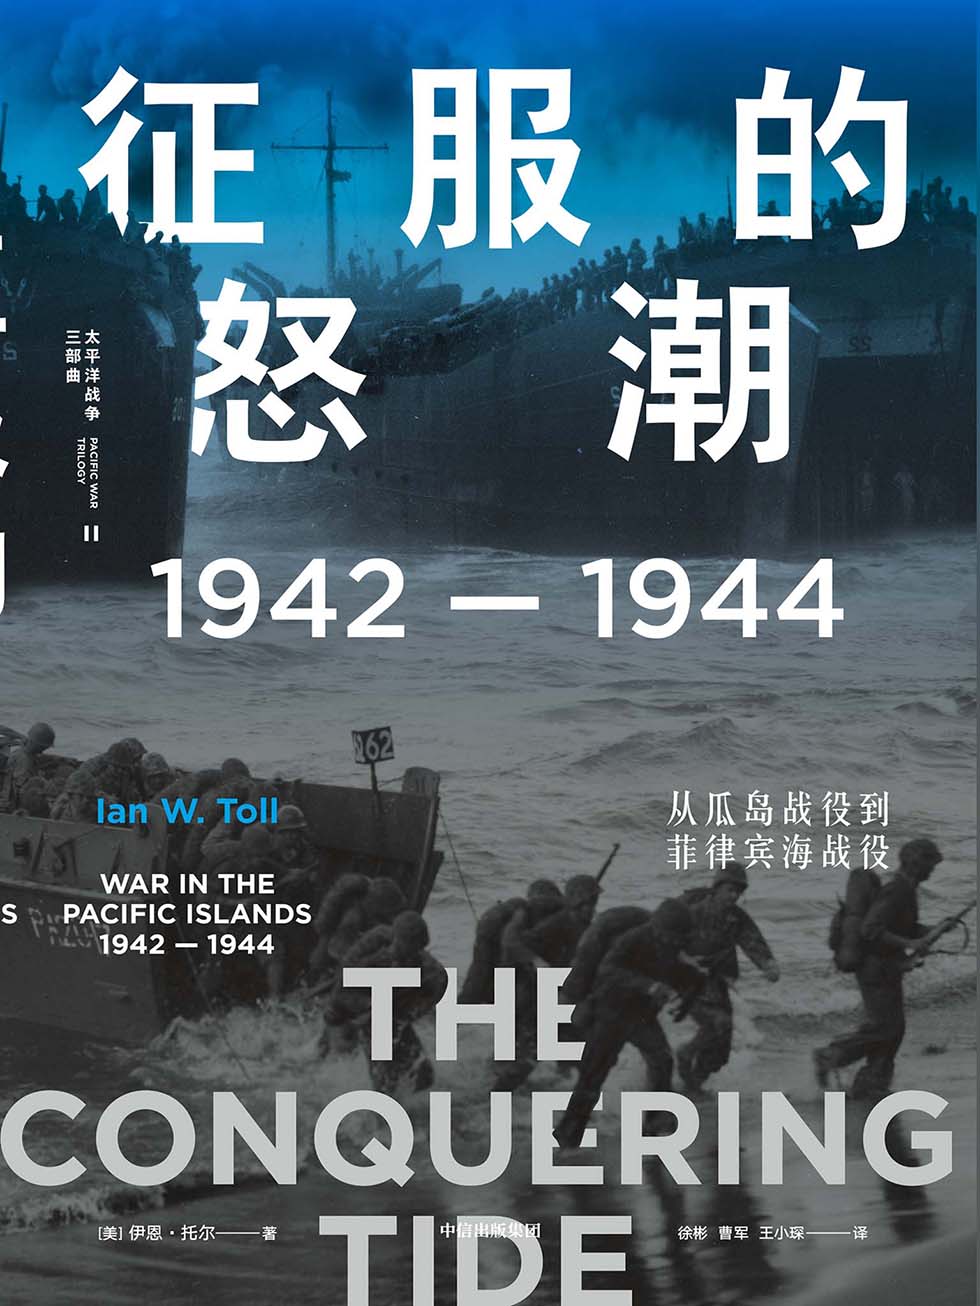 征服的
怒潮
太平洋战争
三部曲
PACIFIC WAR
TRILOGY
II
1942 — 1944
162
Ian W. Toll
WAR IN THE
PACIFIC ISLANDS
1942 — 1944
从瓜岛战役到
菲律宾海战役
THE
CONQUERING
TIDE
[美] 伊恩·托尔——著
中信出版集团
徐彬 曹军 王小琛——译